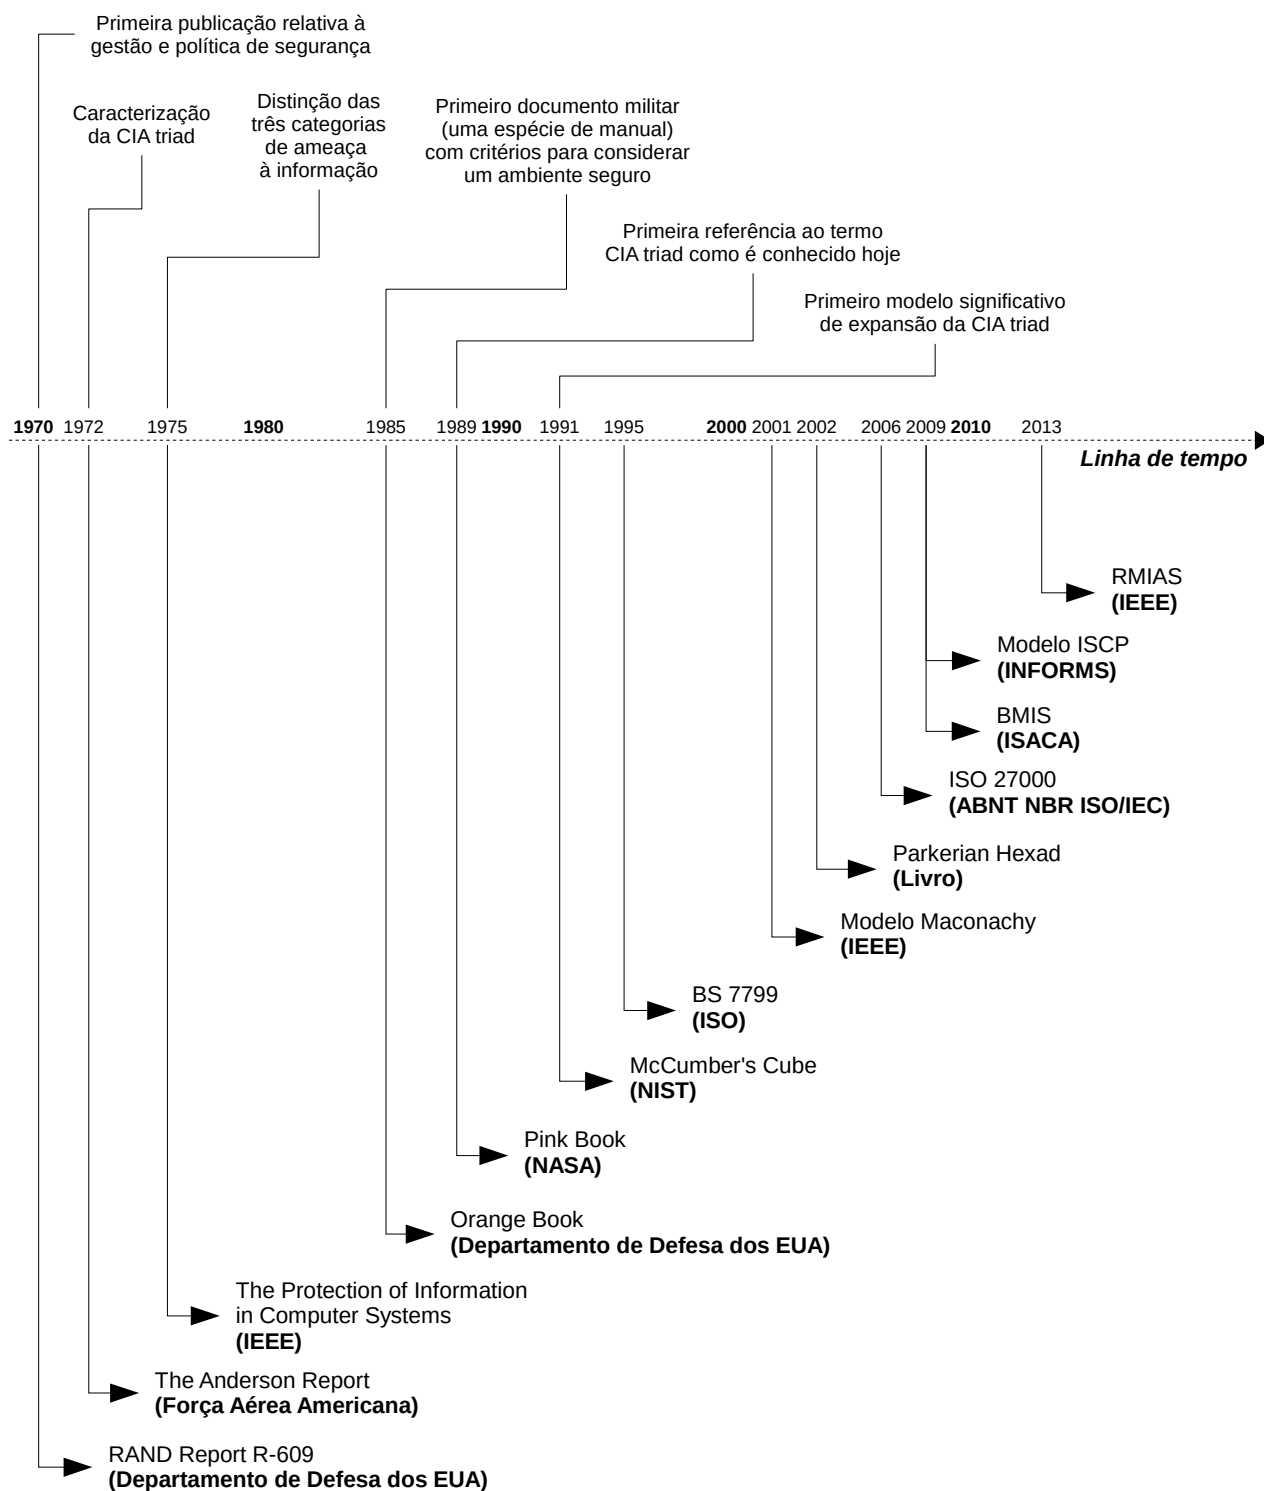 Primeira publicação relativa à
gestão e política de segurança
Caracterização
da CIA triad
Distinção das
três categorias
de ameaça
à informação
Primeiro documento militar
(uma espécie de manual)
com critérios para considerar
um ambiente seguro
Primeira referência ao termo
CIA triad como é conhecido hoje
Primeiro modelo significativo
de expansão da CIA triad
1970 1972 1975 1980 1985 1989 1990 1991 1995 2000 2001 2002 2006 2009 2010 2013
Linha de tempo
RMIAS
(IEEE)
Modelo ISCP
(INFORMS)
BMIS
(ISACA)
ISO 27000
(ABNT NBR ISO/IEC)
Parkerian Hexad
(Livro)
Modelo Maconachy
(IEEE)
BS 7799
(ISO)
McCumber's Cube
(NIST)
Pink Book
(NASA)
Orange Book
(Departamento de Defesa dos EUA)
The Protection of Information
in Computer Systems
(IEEE)
The Anderson Report
(Força Aérea Americana)
RAND Report R-609
(Departamento de Defesa dos EUA)